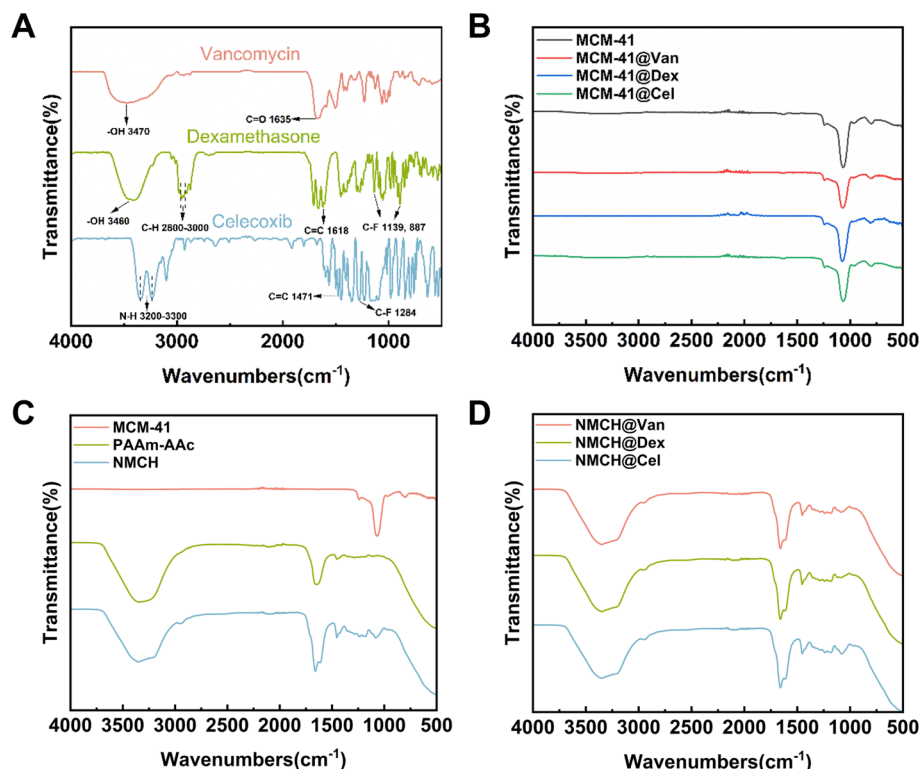 A
Transmittance(%)
Vancomycin
-OH 3470
C=O 1635
Dexamethasone
-OH 3460
C-H 2800-3000
C=C 1618
C-F 1139, 887
Celecoxib
N-H 3200-3300
C=C 1471
C-F 1284
4000 3000 2000 1000
Wavenumbers(cm⁻¹)
B
Transmittance(%)
MCM-41
MCM-41@Van
MCM-41@Dex
MCM-41@Cel
4000 3500 3000 2500 2000 1500 1000 500
Wavenumbers(cm⁻¹)
C
Transmittance(%)
MCM-41
PAAm-AAc
NMCH
4000 3500 3000 2500 2000 1500 1000 500
Wavenumbers(cm⁻¹)
D
Transmittance(%)
NMCH@Van
NMCH@Dex
NMCH@Cel
4000 3500 3000 2500 2000 1500 1000 500
Wavenumbers(cm⁻¹)